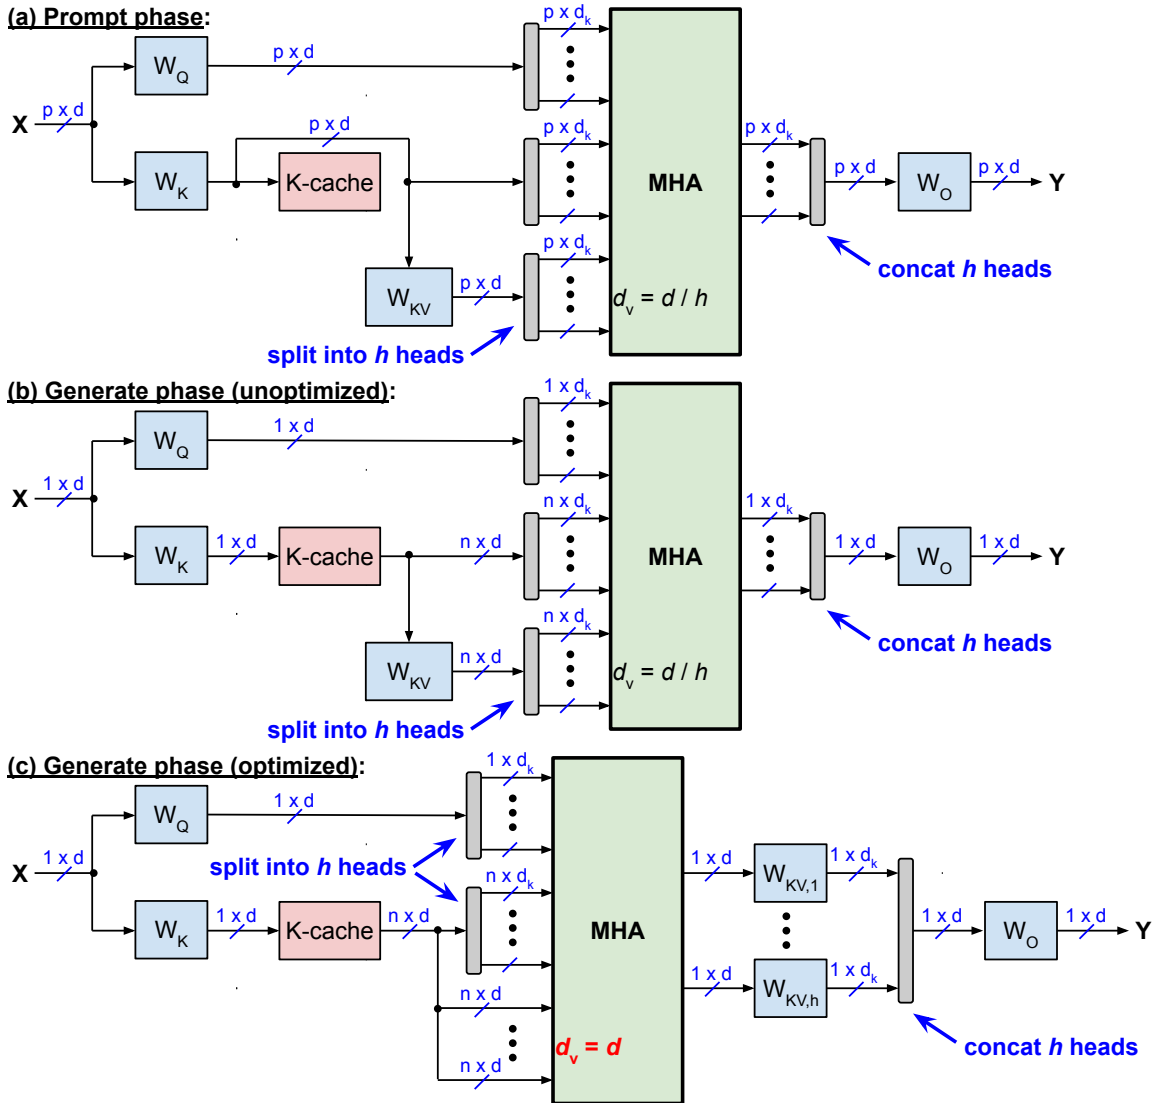 (a) Prompt phase:
X
p x d
W_Q
p x d
p x d_k
W_K
p x d
K-cache
p x d_k
W_KV
p x d
p x d_k
split into h heads
MHA
d_v = d / h
p x d_k
p x d
W_O
p x d
Y
concat h heads
(b) Generate phase (unoptimized):
X
1 x d
W_Q
1 x d
1 x d_k
W_K
1 x d
K-cache
n x d
n x d_k
W_KV
n x d
n x d_k
split into h heads
MHA
d_v = d / h
1 x d_k
1 x d
W_O
1 x d
Y
concat h heads
(c) Generate phase (optimized):
X
1 x d
W_Q
1 x d
1 x d_k
split into h heads
W_K
1 x d
K-cache
n x d
n x d_k
n x d
n x d
MHA
d_v = d
1 x d
W_KV,1
1 x d_k
1 x d
W_KV,h
1 x d_k
1 x d
W_O
1 x d
Y
concat h heads